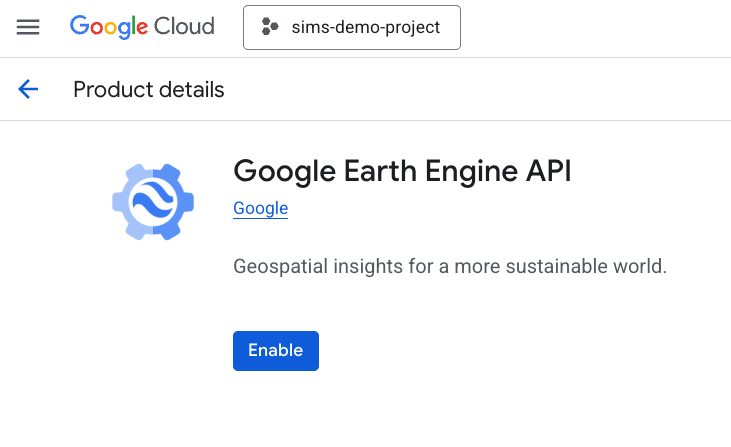 Google Cloud
sims-demo-project
Product details
Google Earth Engine API
Google
Geospatial insights for a more sustainable world.
Enable